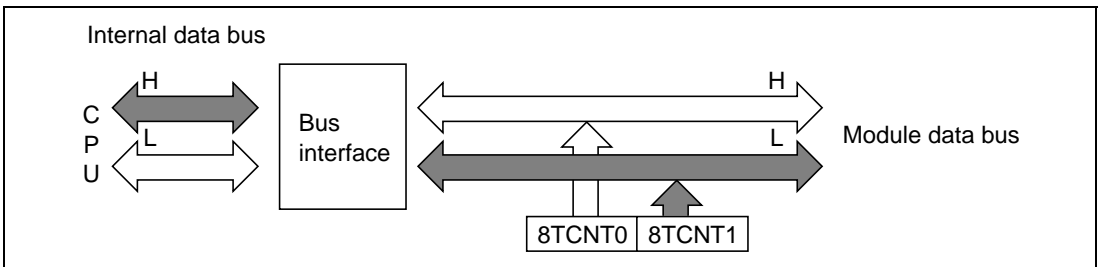 Internal data bus
H
H
C
P
U
L
L
Bus
interface
Module data bus
8TCNT0
8TCNT1